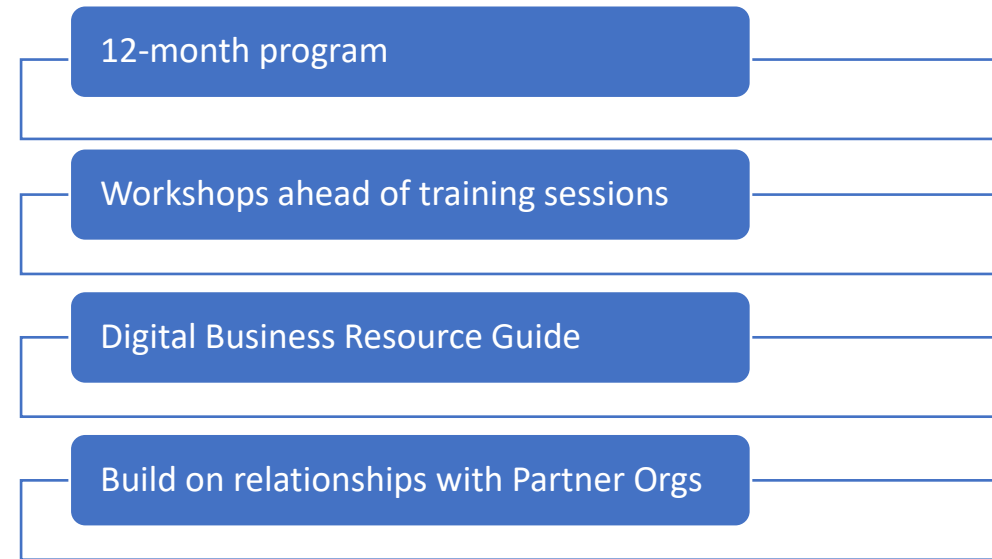 12-month program
Workshops ahead of training sessions
Digital Business Resource Guide
Build on relationships with Partner Orgs